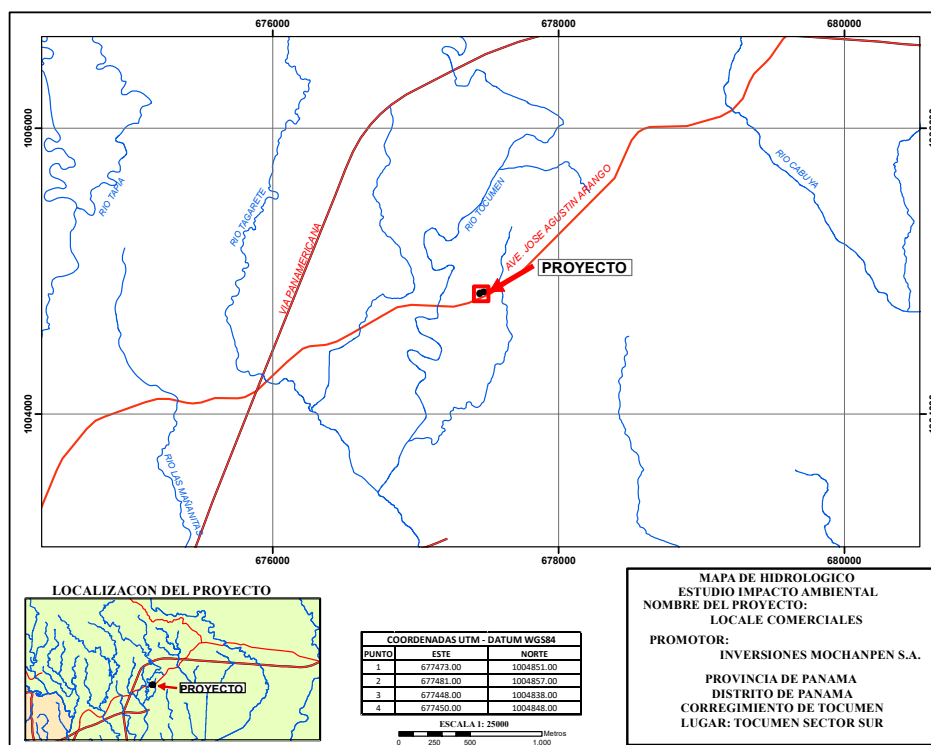 676000 678000 680000
1006000
RIO TAPIA
RIO TAGARETE
VIA PANAMERICANA
RIO TOCUMEN
AVE. JOSE AGUSTIN ARANGO
RIO CABUYA
PROYECTO
1004000
RIO LAS MAÑANITAS
676000 678000 680000
LOCALIZACON DEL PROYECTO
PROYECTO
COORDENADAS UTM - DATUM WGS84
PUNTO ESTE NORTE
1 677473.00 1004851.00
2 677481.00 1004857.00
3 677448.00 1004838.00
4 677450.00 1004848.00
ESCALA 1: 25000
Metros
0 250 500 1.000
MAPA DE HIDROLOGICO
ESTUDIO IMPACTO AMBIENTAL
NOMBRE DEL PROYECTO:
LOCALE COMERCIALES
PROMOTOR:
INVERSIONES MOCHANPEN S.A.
PROVINCIA DE PANAMA
DISTRITO DE PANAMA
CORREGIMIENTO DE TOCUMEN
LUGAR: TOCUMEN SECTOR SUR